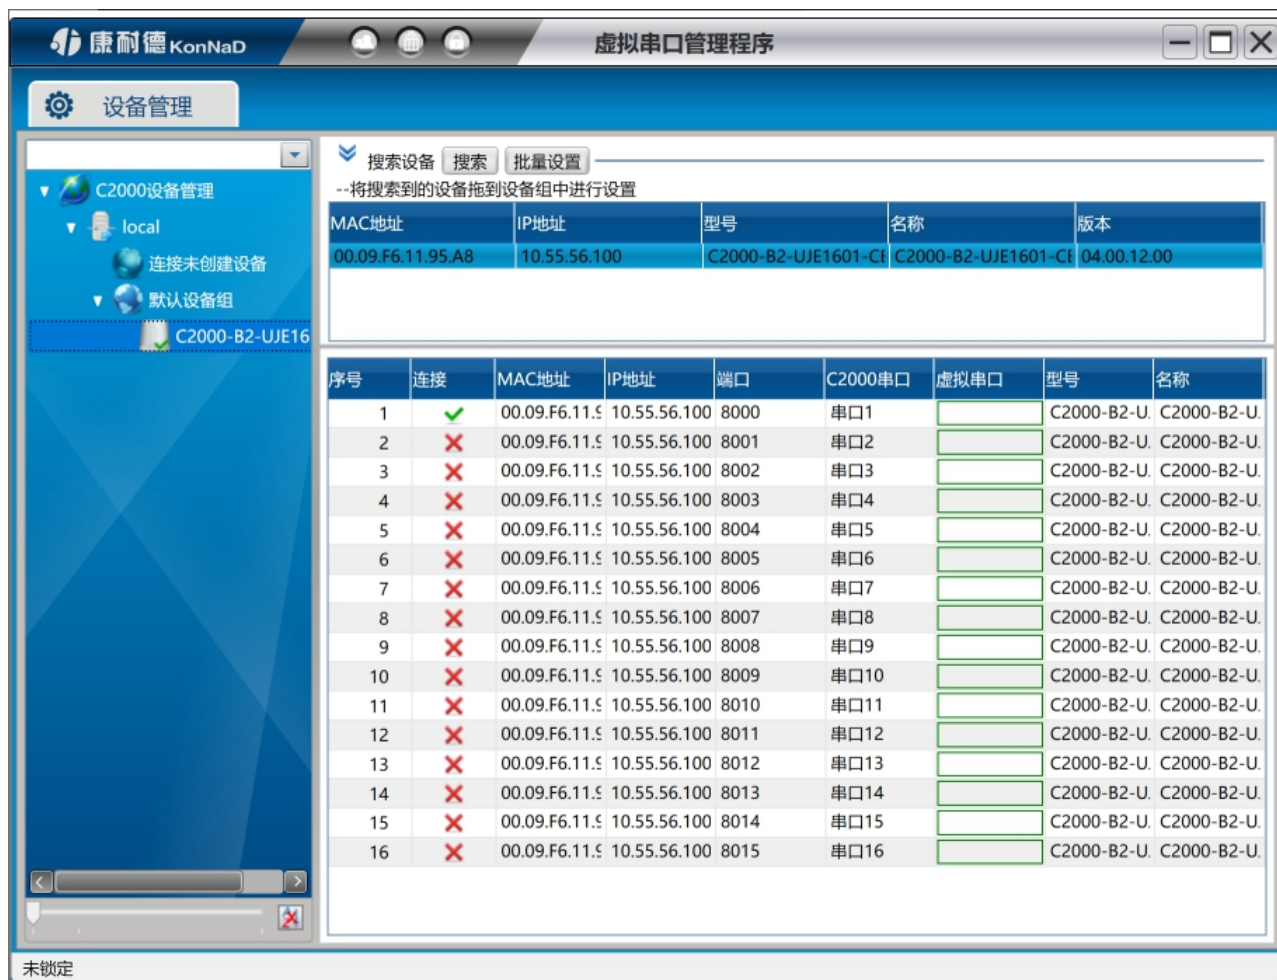 康耐德 KonNaD
虚拟串口管理程序
设备管理
C2000设备管理
local
连接未创建设备
默认设备组
C2000-B2-UJE16
搜索设备 搜索 批量设置
--将搜索到的设备拖到设备组中进行设置
MAC地址 IP地址 型号 名称 版本
00.09.F6.11.95.A8 10.55.56.100 C2000-B2-UJE1601-CE C2000-B2-UJE1601-CE 04.00.12.00
序号 连接 MAC地址 IP地址 端口 C2000串口 虚拟串口 型号 名称
1 00.09.F6.11.9 10.55.56.100 8000 串口1 C2000-B2-U. C2000-B2-U.
2 00.09.F6.11.9 10.55.56.100 8001 串口2 C2000-B2-U. C2000-B2-U.
3 00.09.F6.11.9 10.55.56.100 8002 串口3 C2000-B2-U. C2000-B2-U.
4 00.09.F6.11.9 10.55.56.100 8003 串口4 C2000-B2-U. C2000-B2-U.
5 00.09.F6.11.9 10.55.56.100 8004 串口5 C2000-B2-U. C2000-B2-U.
6 00.09.F6.11.9 10.55.56.100 8005 串口6 C2000-B2-U. C2000-B2-U.
7 00.09.F6.11.9 10.55.56.100 8006 串口7 C2000-B2-U. C2000-B2-U.
8 00.09.F6.11.9 10.55.56.100 8007 串口8 C2000-B2-U. C2000-B2-U.
9 00.09.F6.11.9 10.55.56.100 8008 串口9 C2000-B2-U. C2000-B2-U.
10 00.09.F6.11.9 10.55.56.100 8009 串口10 C2000-B2-U. C2000-B2-U.
11 00.09.F6.11.9 10.55.56.100 8010 串口11 C2000-B2-U. C2000-B2-U.
12 00.09.F6.11.9 10.55.56.100 8011 串口12 C2000-B2-U. C2000-B2-U.
13 00.09.F6.11.9 10.55.56.100 8012 串口13 C2000-B2-U. C2000-B2-U.
14 00.09.F6.11.9 10.55.56.100 8013 串口14 C2000-B2-U. C2000-B2-U.
15 00.09.F6.11.9 10.55.56.100 8014 串口15 C2000-B2-U. C2000-B2-U.
16 00.09.F6.11.9 10.55.56.100 8015 串口16 C2000-B2-U. C2000-B2-U.
未锁定